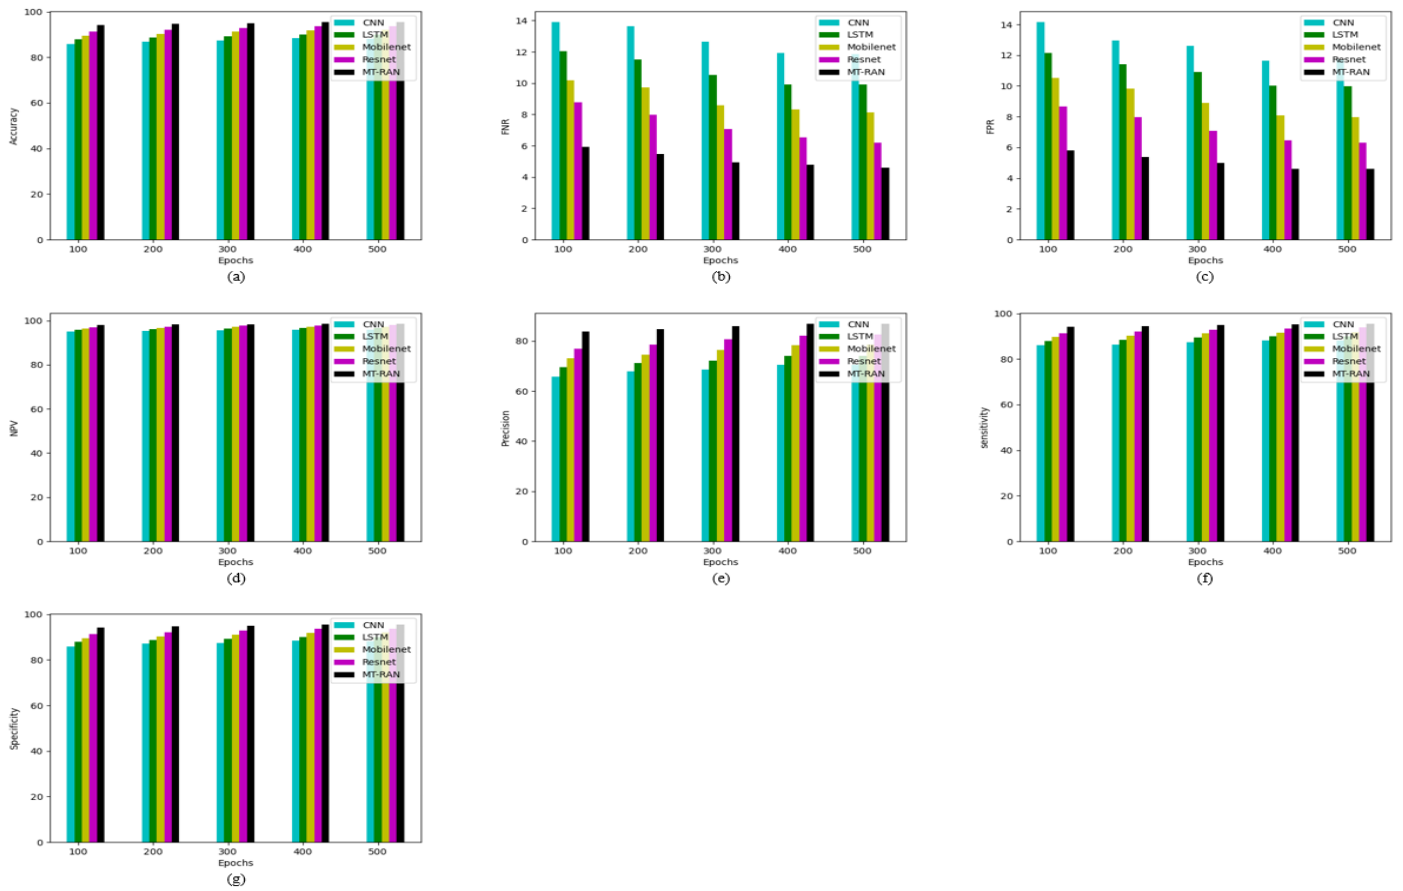 100
80
60
40
20
0
Accuracy
100 200 300 400 500
Epochs
CNN
LSTM
Mobilenet
Resnet
MT-RAN
(a)
14
12
10
8
6
4
2
0
FNR
100 200 300 400 500
Epochs
CNN
LSTM
Mobilenet
Resnet
MT-RAN
(b)
14
12
10
8
6
4
2
0
FPR
100 200 300 400 500
Epochs
CNN
LSTM
Mobilenet
Resnet
MT-RAN
(c)
100
80
60
40
20
0
NPV
100 200 300 400 500
Epochs
CNN
LSTM
Mobilenet
Resnet
MT-RAN
(d)
80
60
40
20
0
Precision
100 200 300 400 500
Epochs
CNN
LSTM
Mobilenet
Resnet
MT-RAN
(e)
100
80
60
40
20
0
sensitivity
100 200 300 400 500
Epochs
CNN
LSTM
Mobilenet
Resnet
MT-RAN
(f)
100
80
60
40
20
0
Specificity
100 200 300 400 500
Epochs
CNN
LSTM
Mobilenet
Resnet
MT-RAN
(g)